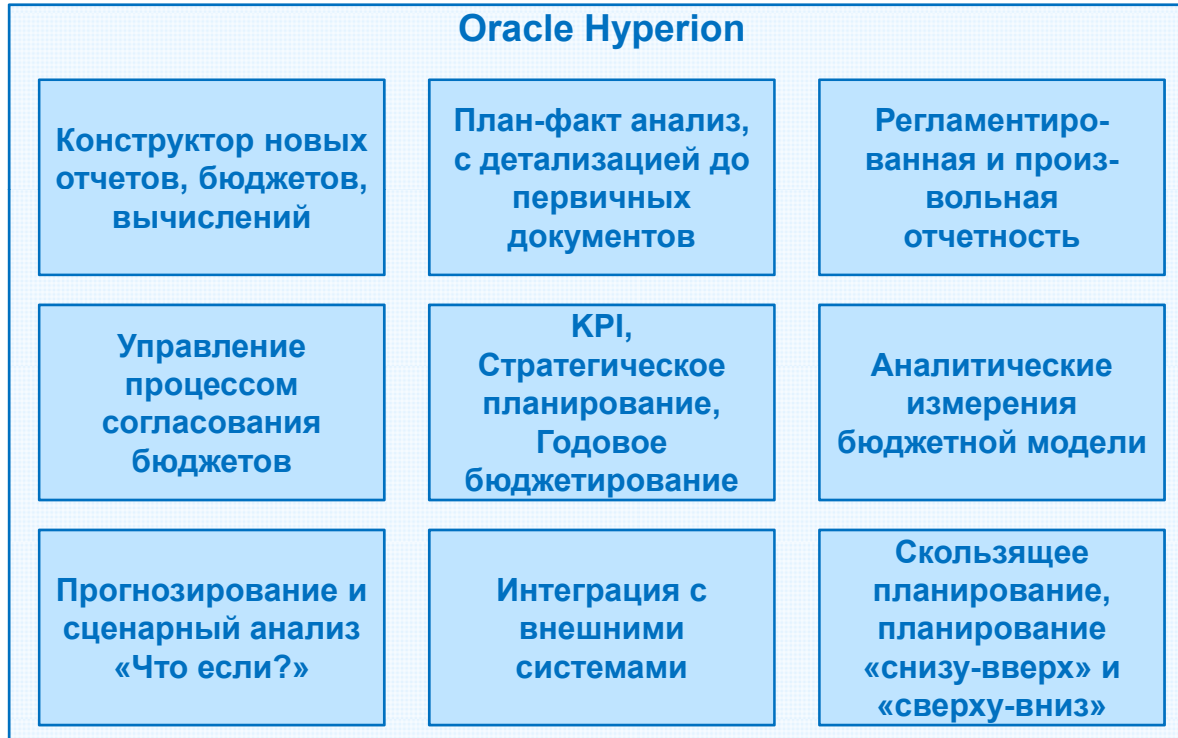 Oracle Hyperion
Конструктор новых
отчетов, бюджетов,
вычислений
План-факт анализ,
с детализацией до
первичных
документов
Регламентиро-
ванная и произ-
вольная
отчетность
Управление
процессом
согласования
бюджетов
KPI,
Стратегическое
планирование,
Годовое
бюджетирование
Аналитические
измерения
бюджетной модели
Прогнозирование и
сценарный анализ
«Что если?»
Интеграция с
внешними
системами
Скользящее
планирование,
планирование
«снизу-вверх» и
«сверху-вниз»